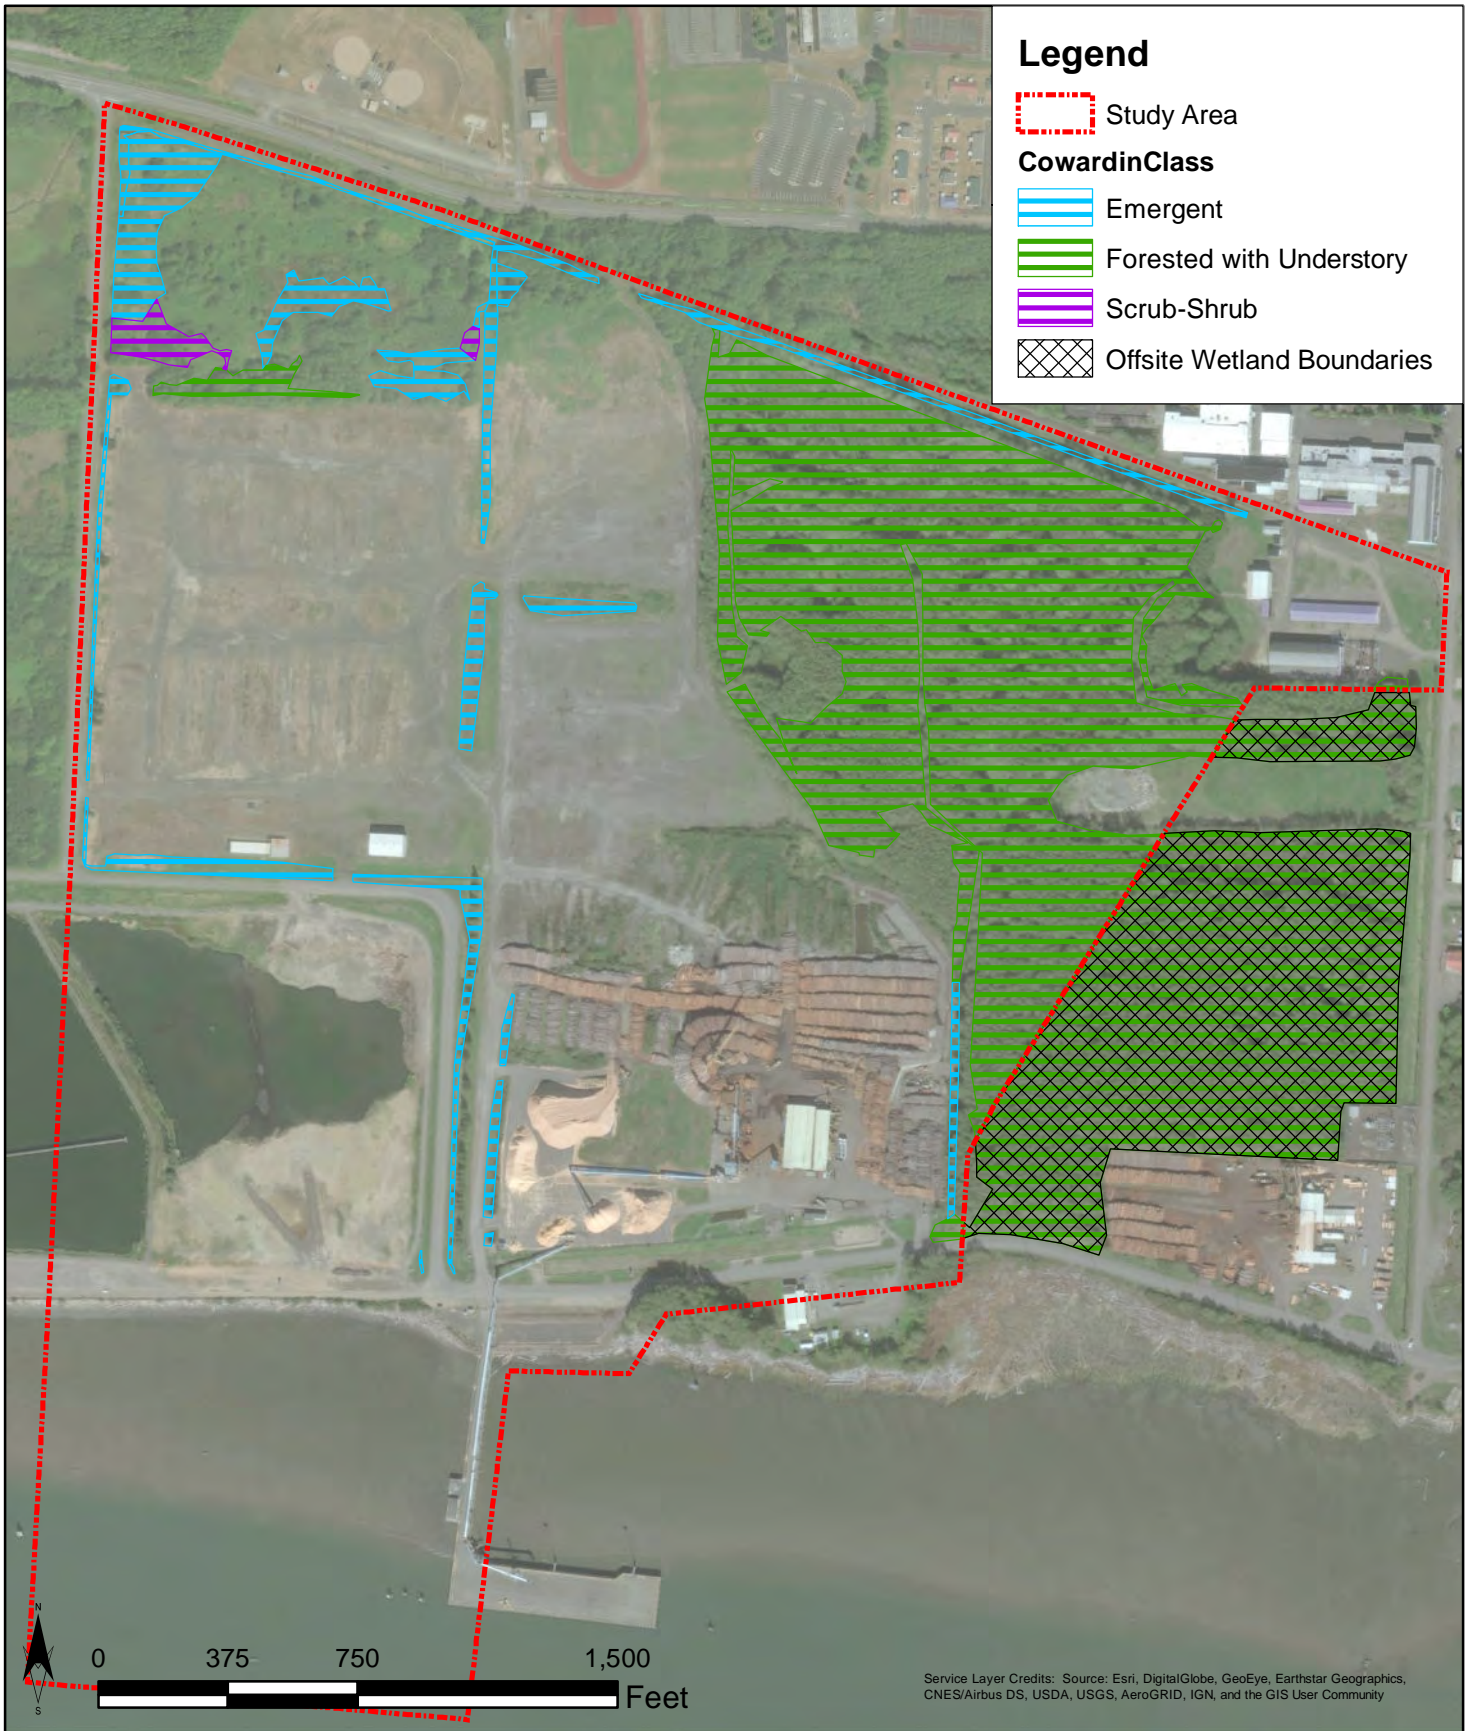 Legend
Study Area
CowardinClass
Emergent
Forested with Understory
Scrub-Shrub
Offsite Wetland Boundaries
N
S
0 375 750 1,500
Feet
Service Layer Credits: Source: Esri, DigitalGlobe, GeoEye, Earthstar Geographics,
CNES/Airbus DS, USDA, USGS, AeroGRID, IGN, and the GIS User Community